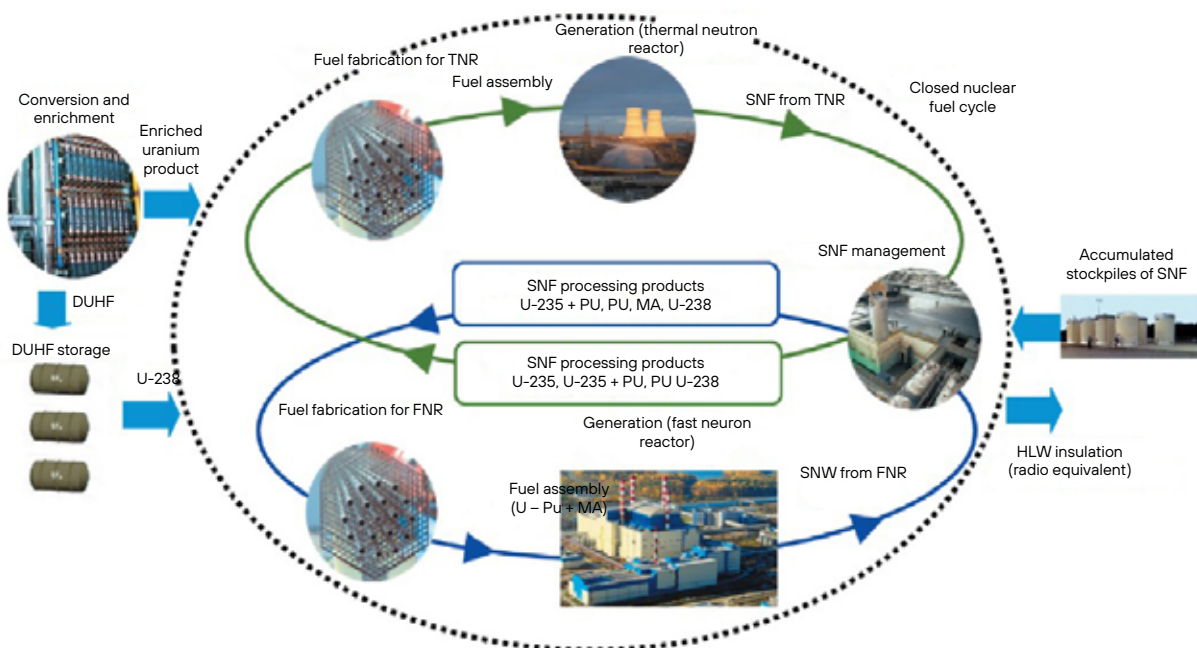 Generation (thermal neutron
reactor)
Fuel fabrication for TNR
Fuel assembly
SNF from TNR
Closed nuclear
fuel cycle
Conversion and
enrichment
Enriched
uranium
product
SNF management
Accumulated
stockpiles of SNF
SNF processing products
U-235 + PU, PU, MA, U-238
DUHF
DUHF storage
U-238
SNF processing products
U-235, U-235 + PU, PU U-238
Fuel fabrication for FNR
Generation (fast neuron
reactor)
HLW insulation
(radio equivalent)
SNW from FNR
Fuel assembly
(U – Pu + MA)